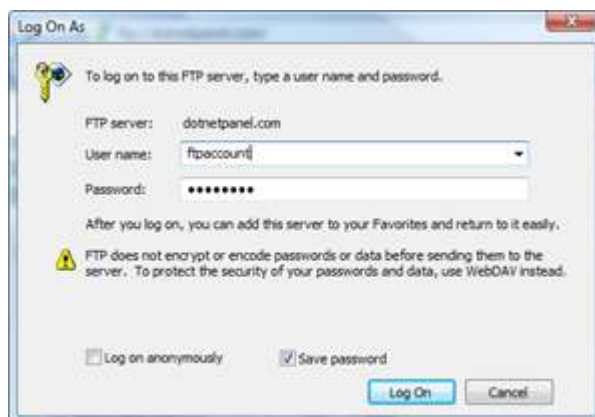 Log On As
To log on to this FTP server, type a user name and password.
FTP server: dotnetpanel.com
User name: ftpaccount
Password: ••••••••
After you log on, you can add this server to your Favorites and return to it easily.
FTP does not encrypt or encode passwords or data before sending them to the
server. To protect the security of your passwords and data, use WebDAV instead.
Log on anonymously Save password
Log On Cancel